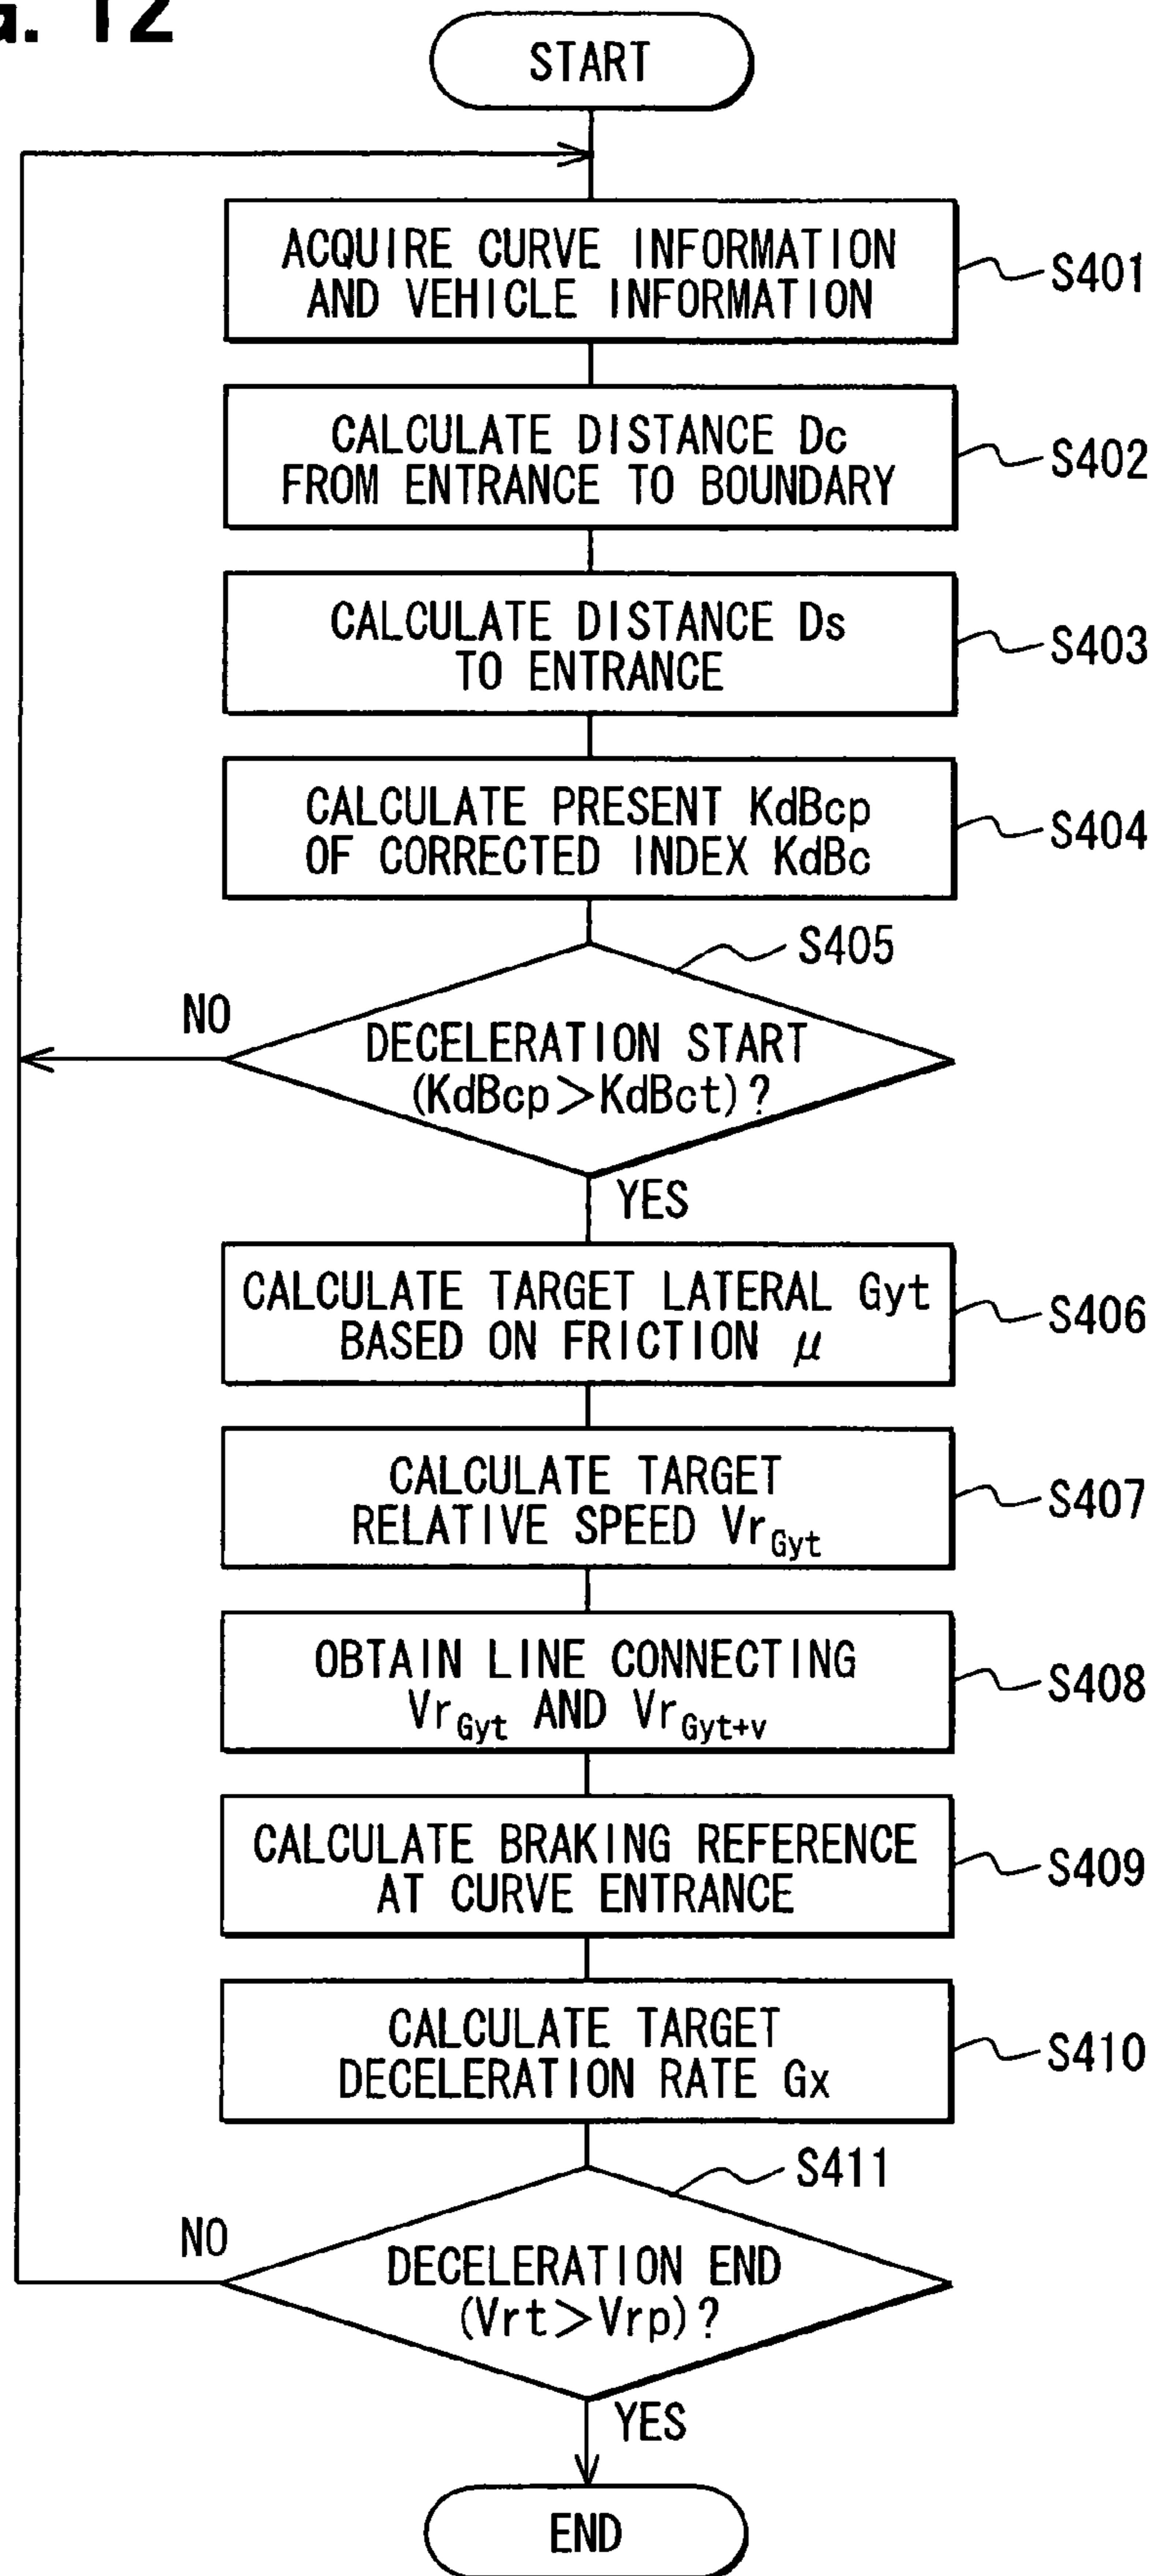 G. 12
START
ACQUIRE CURVE INFORMATION
AND VEHICLE INFORMATION
S401
CALCULATE DISTANCE Dc
FROM ENTRANCE TO BOUNDARY
S402
CALCULATE DISTANCE Ds
TO ENTRANCE
S403
CALCULATE PRESENT KdBcp
OF CORRECTED INDEX KdBc
S404
S405
NO
DECELERATION START
(KdBcp>KdBct)?
YES
CALCULATE TARGET LATERAL Gyt
BASED ON FRICTION μ
S406
CALCULATE TARGET
RELATIVE SPEED VrGyt
S407
OBTAIN LINE CONNECTING
VrGyt AND VrGyt+v
S408
CALCULATE BRAKING REFERENCE
AT CURVE ENTRANCE
S409
CALCULATE TARGET
DECELERATION RATE Gx
S410
S411
NO
DECELERATION END
(Vrt>Vrp)?
YES
END